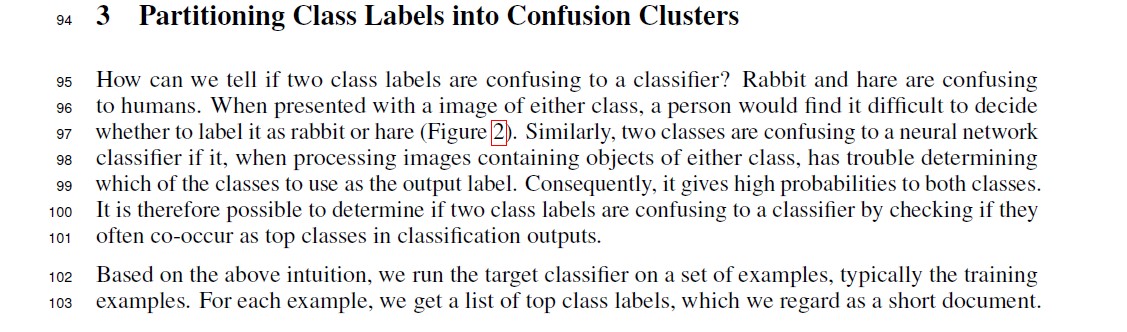 94 3 Partitioning Class Labels into Confusion Clusters
95 How can we tell if two class labels are confusing to a classifier? Rabbit and hare are confusing
96 to humans. When presented with a image of either class, a person would find it difficult to decide
97 whether to label it as rabbit or hare (Figure 2). Similarly, two classes are confusing to a neural network
98 classifier if it, when processing images containing objects of either class, has trouble determining
99 which of the classes to use as the output label. Consequently, it gives high probabilities to both classes.
100 It is therefore possible to determine if two class labels are confusing to a classifier by checking if they
101 often co-occur as top classes in classification outputs.
102 Based on the above intuition, we run the target classifier on a set of examples, typically the training
103 examples. For each example, we get a list of top class labels, which we regard as a short document.